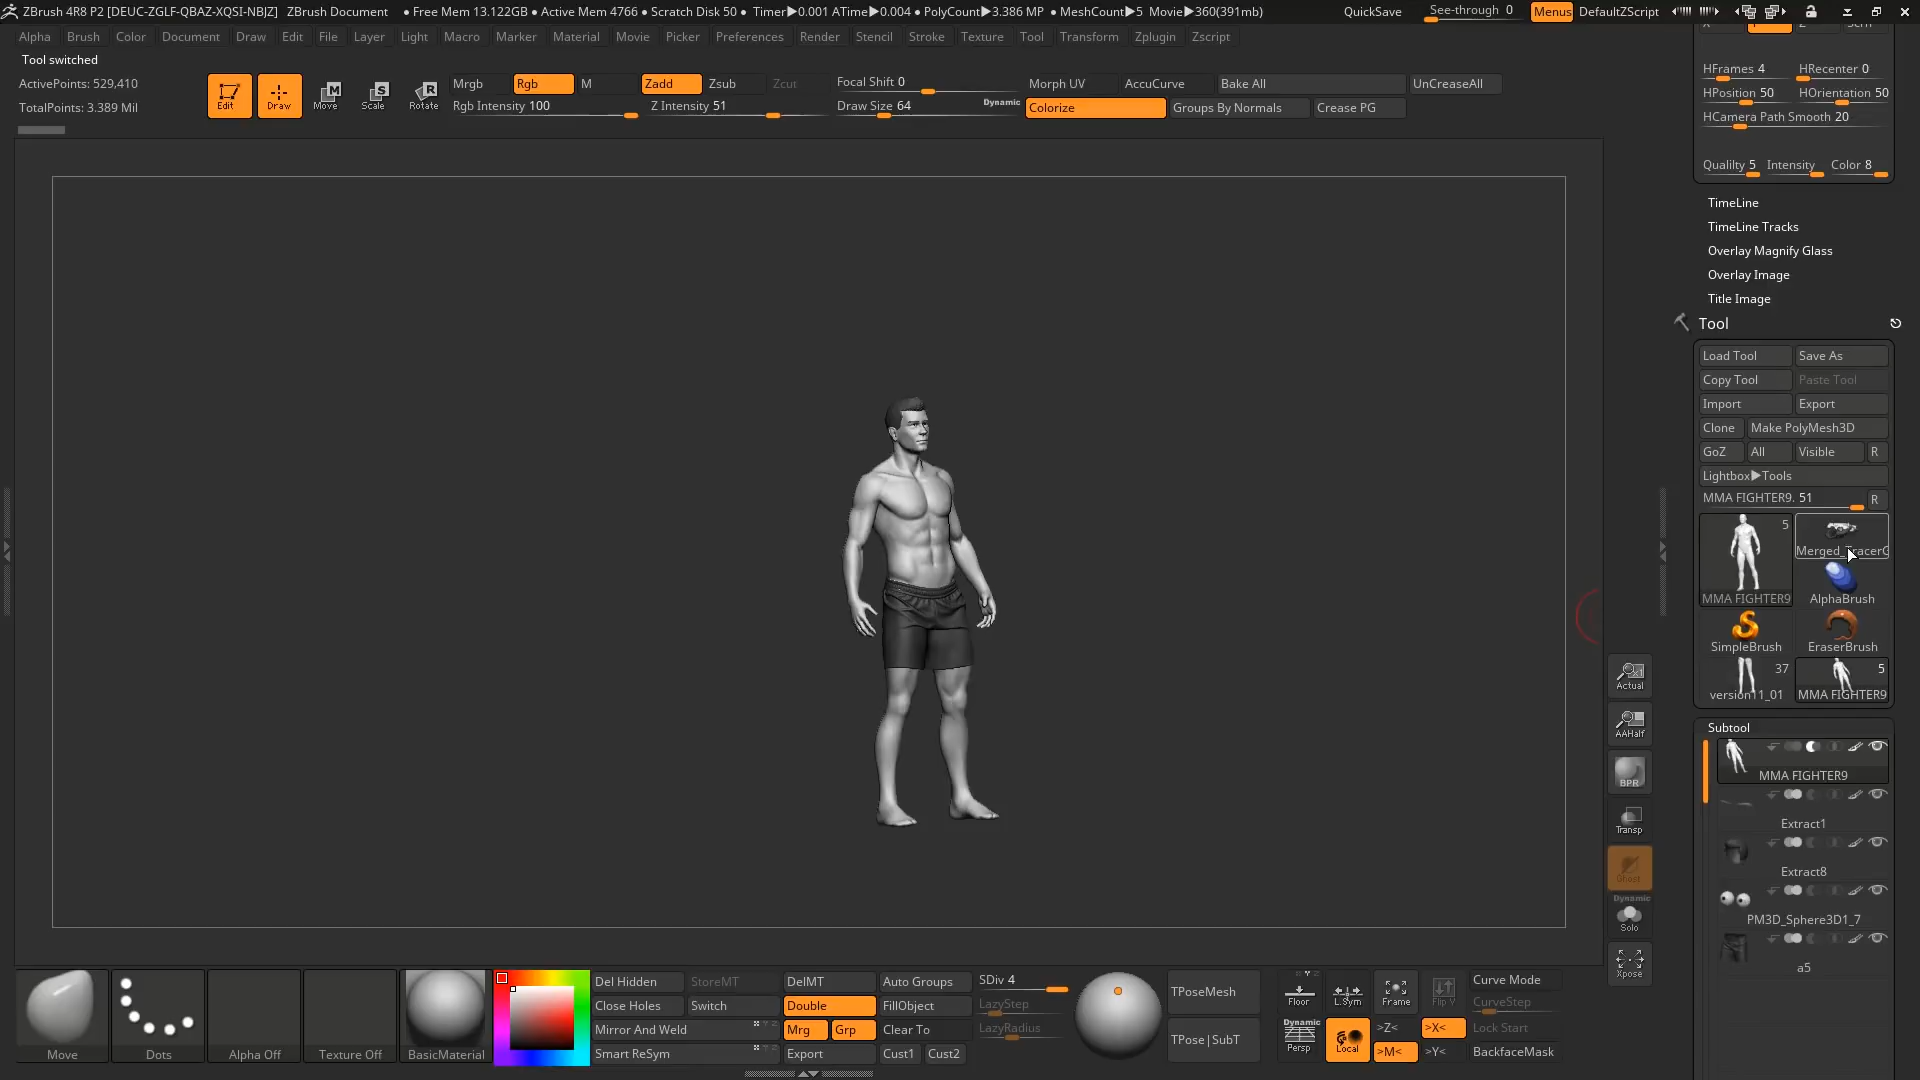 ZBrush 4R8 P2 [DEUC-ZGLF-QBAZ-XQSI-NBJZ] ZBrush Document • Free Mem 13.122GB • Active Mem 4766 • Scratch Disk 50 • Timer▶0.001 ATime▶0.004 • PolyCount▶3.386 MP • MeshCount▶5 Movie▶360(391mb) QuickSave See-through 0 Menus DefaultZScript
Alpha Brush Color Document Draw Edit File Layer Light Macro Marker Material Movie Picker Preferences Render Stencil Stroke Texture Tool Transform Zplugin Zscript
Tool switched
ActivePoints: 529,410
TotalPoints: 3.389 Mil
Edit Draw Move Scale Rotate
Mrgb Rgb M Zadd Zsub Zcut Focal Shift 0 Morph UV AccuCurve Bake All UnCreaseAll
Rgb Intensity 100 Z Intensity 51 Draw Size 64 Dynamic Colorize Groups By Normals Crease PG
HFrames 4 HRecenter 0
HPosition 50 HOrientation 50
HCamera Path Smooth 20
Qualilty 5 Intensity Color 8
TimeLine
TimeLine Tracks
Overlay Magnify Glass
Overlay Image
Title Image
Tool
Load Tool Save As
Copy Tool Paste Tool
Import Export
Clone Make PolyMesh3D
GoZ All Visible R
Lightbox▶Tools
MMA FIGHTER9. 51 R
5
Merged_TracerG
MMA FIGHTER9 AlphaBrush
SimpleBrush EraserBrush
37 5
version11_01 MMA FIGHTER9
Subtool
MMA FIGHTER9
Extract1
Extract8
PM3D_Sphere3D1_7
a5
Actual
AAHalf
BPR
Transp
Ghost
Dynamic
Solo
Xpose
Move Dots Alpha Off Texture Off BasicMaterial
Del Hidden StoreMT DelMT Auto Groups SDiv 4
Close Holes Switch Double FillObject LazyStep
Mirror And Weld Mrg Grp Clear To LazyRadius
Smart ReSym Export Cust1 Cust2
TPoseMesh
TPose|SubT
Floor L.Sym Frame Flip V Curve Mode
CurveStep
Dynamic
Persp Local >Z< >X< Lock Start
>M< >Y< BackfaceMask